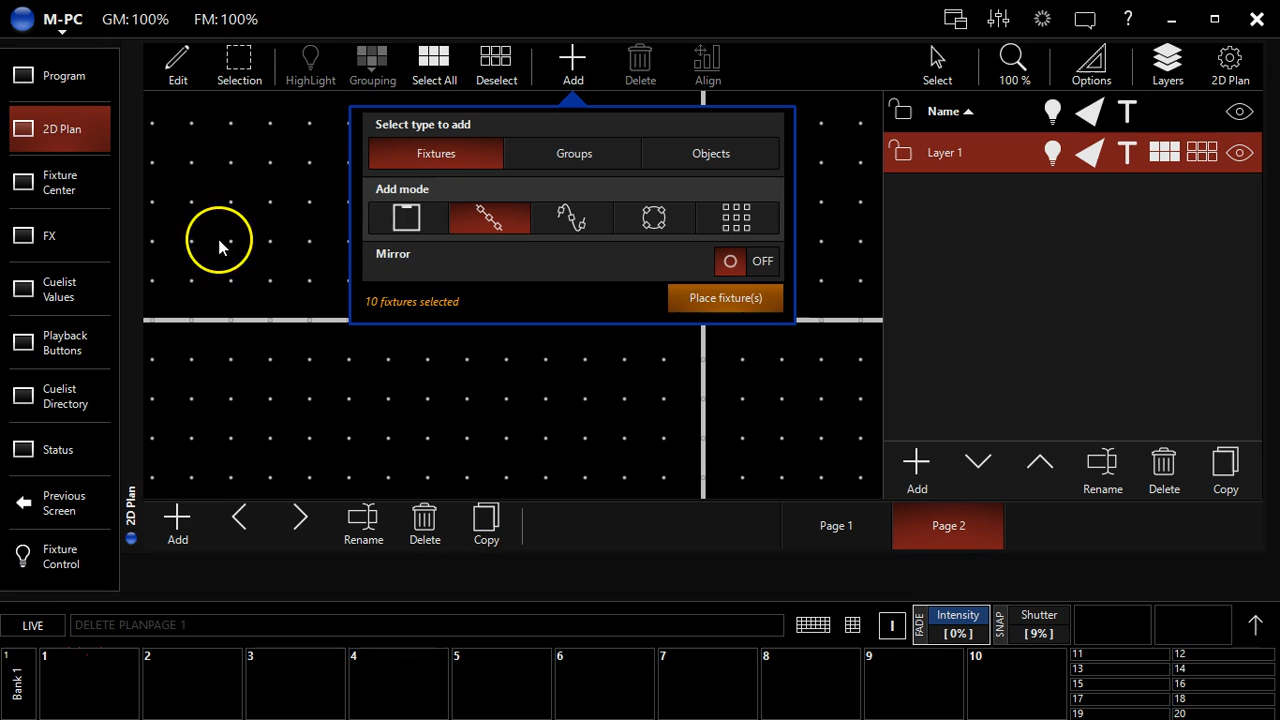 M-PC GM:100% FM:100% ?
Program
2D Plan
Fixture
Center
FX
Cuelist
Values
Playback
Buttons
Cuelist
Directory
Status
Previous
Screen
Fixture
Control
Edit Selection HighLight Grouping Select All Deselect Add Delete Align Select 100 % Options Layers 2D Plan
Select type to add
Fixtures Groups Objects
Add mode
Mirror
OFF
10 fixtures selected Place fixture(s)
Name T
Layer 1 T
Add Rename Delete Copy
2D Plan
Add Rename Delete Copy Page 1 Page 2
LIVE DELETE PLANPAGE 1 I FADE Intensity [0%] SNAP Shutter [9%]
1 Bank 1 1 2 3 4 5 6 7 8 9 10
11 12
13 14
15 16
17 18
19 20